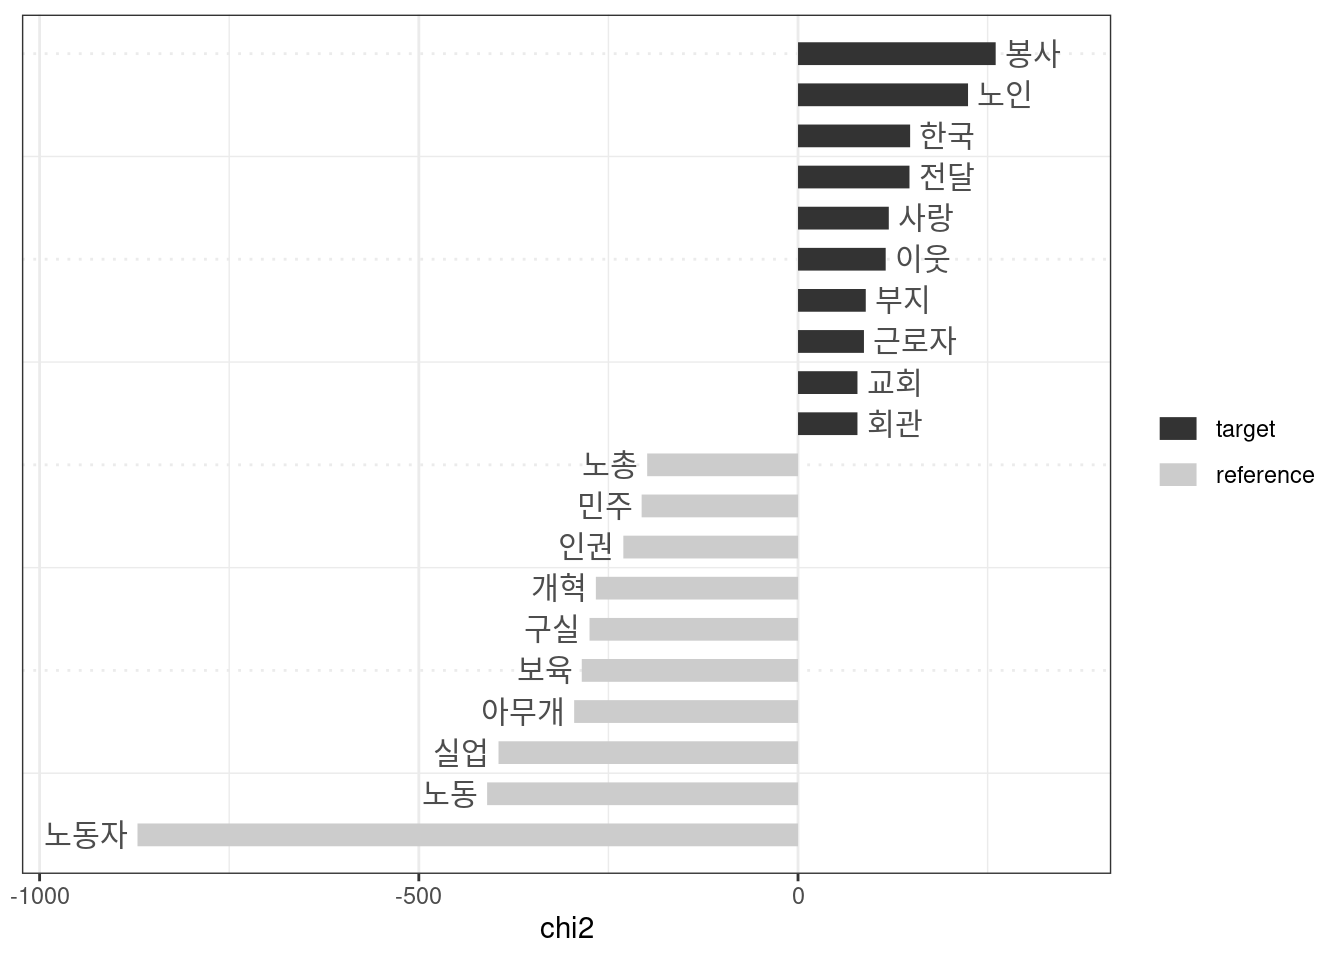 봉사
노인
한국
전달
사랑
이웃
부지
근로자
교회
회관
노총
민주
인권
개혁
구실
보육
아무개
실업
노동
노동자
-1000 -500 0
chi2
target
reference